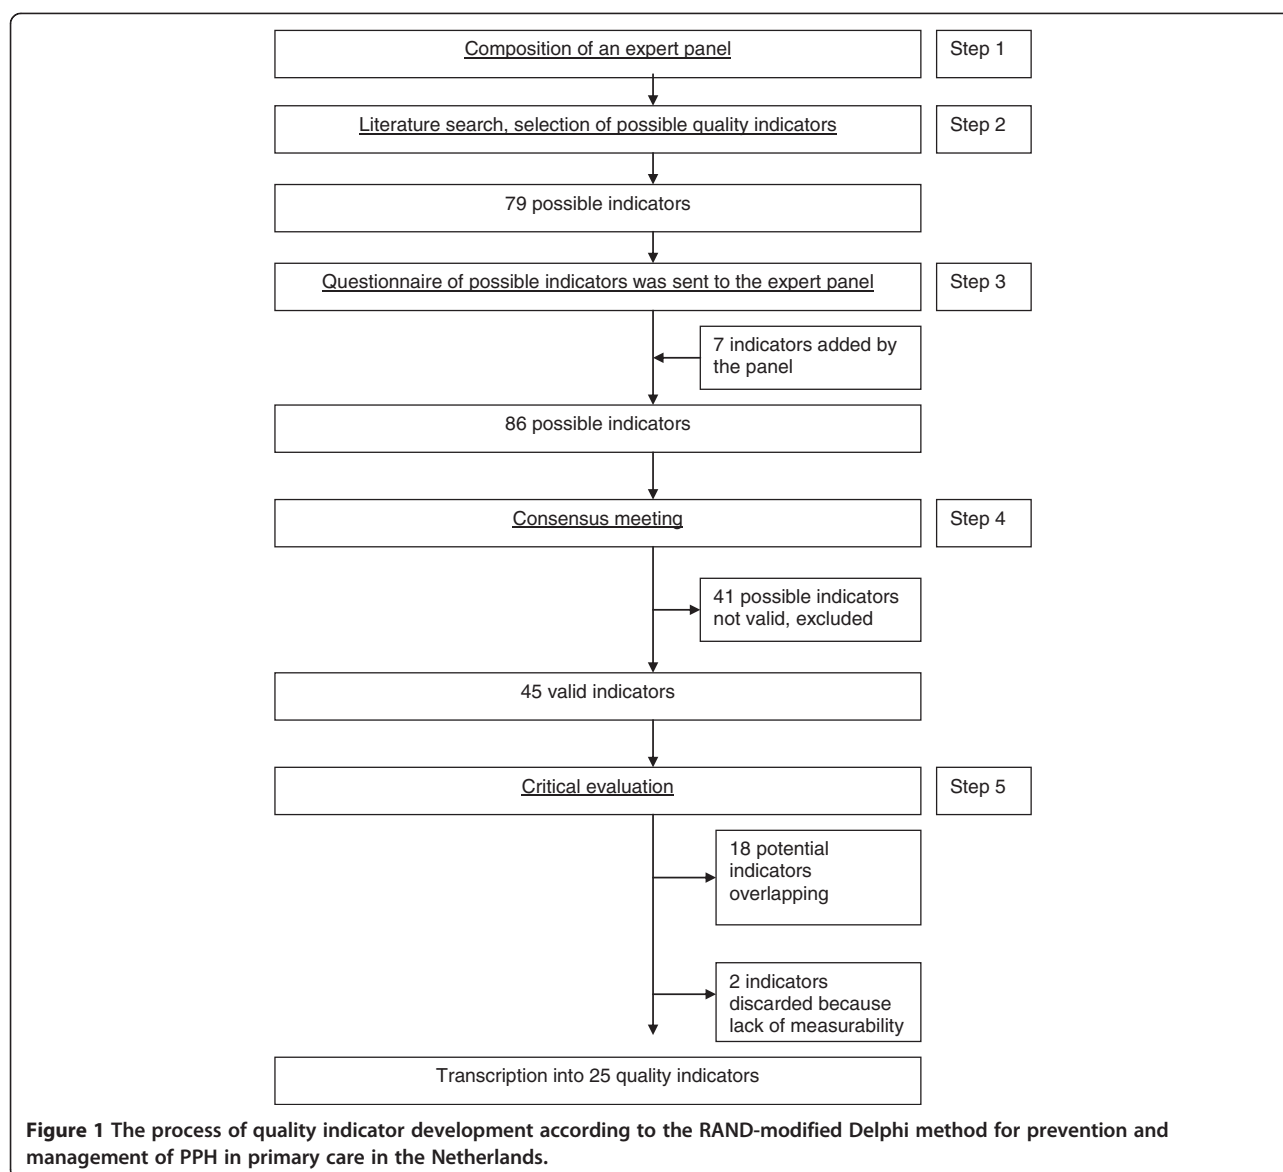 Composition of an expert panel
Step 1
Literature search, selection of possible quality indicators
Step 2
79 possible indicators
Questionnaire of possible indicators was sent to the expert panel
Step 3
7 indicators added by
the panel
86 possible indicators
Consensus meeting
Step 4
41 possible indicators
not valid, excluded
45 valid indicators
Critical evaluation
Step 5
18 potential
indicators
overlapping
2 indicators
discarded because
lack of measurability
Transcription into 25 quality indicators
Figure 1 The process of quality indicator development according to the RAND-modified Delphi method for prevention and
management of PPH in primary care in the Netherlands.